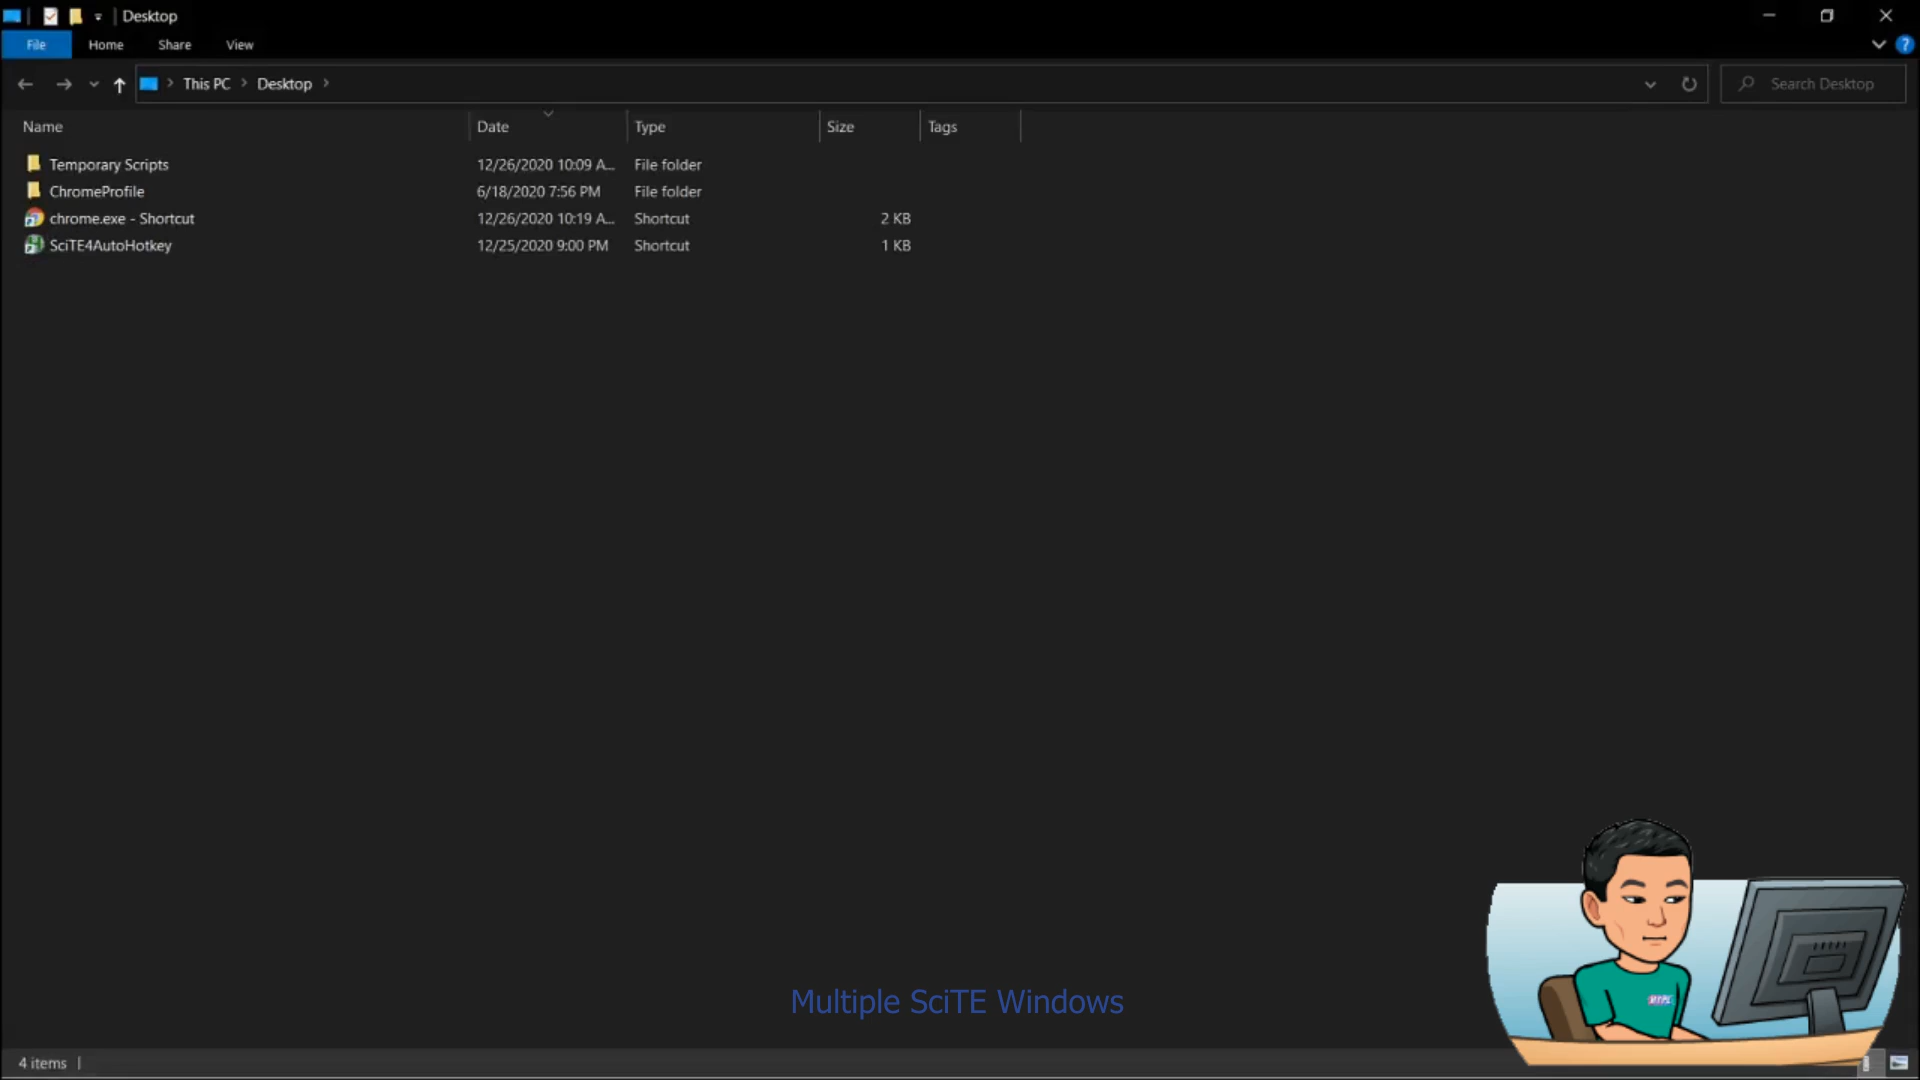 Desktop
File Home Share View
This PC Desktop Search Desktop
Name Date Type Size Tags
Temporary Scripts 12/26/2020 10:09 A... File folder
ChromeProfile 6/18/2020 7:56 PM File folder
chrome.exe - Shortcut 12/26/2020 10:19 A... Shortcut 2 KB
SciTE4AutoHotkey 12/25/2020 9:00 PM Shortcut 1 KB
Multiple SciTE Windows
4 items